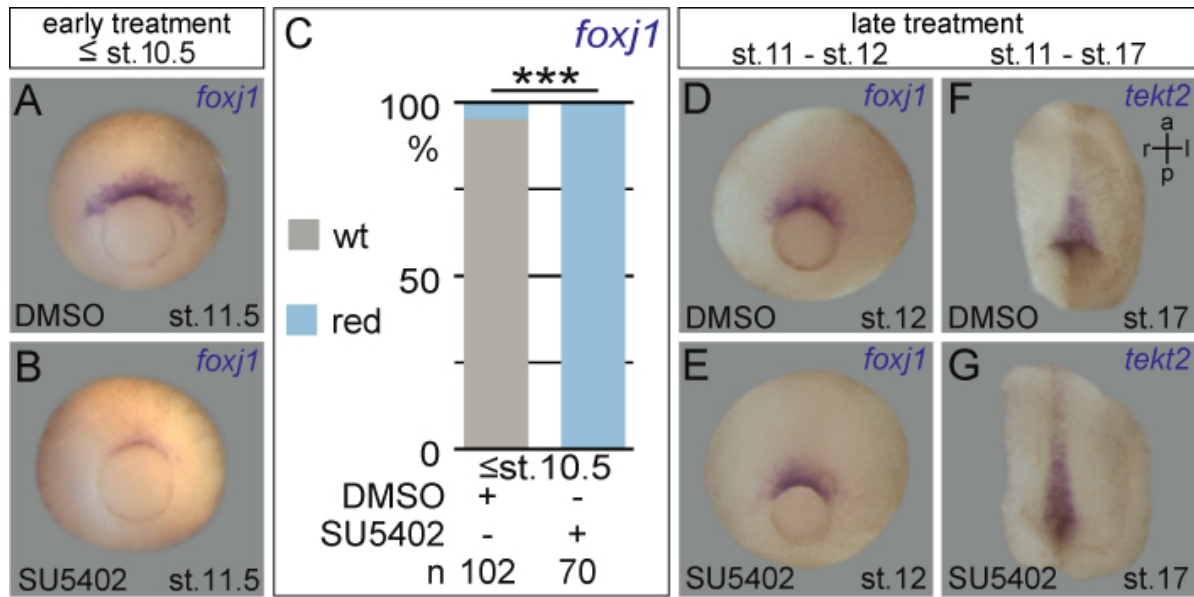 early treatment
≤ st.10.5
A
foxj1
DMSO st.11.5
B
foxj1
SU5402 st.11.5
C
foxj1
***
100
%
50
0
wt
red
≤st.10.5
DMSO + -
SU5402 - +
n 102 70
late treatment
st.11 - st.12 st.11 - st.17
D
foxj1
DMSO st.12
F
tekt2
a
r l
p
DMSO st.17
E
foxj1
SU5402 st.12
G
tekt2
SU5402 st.17